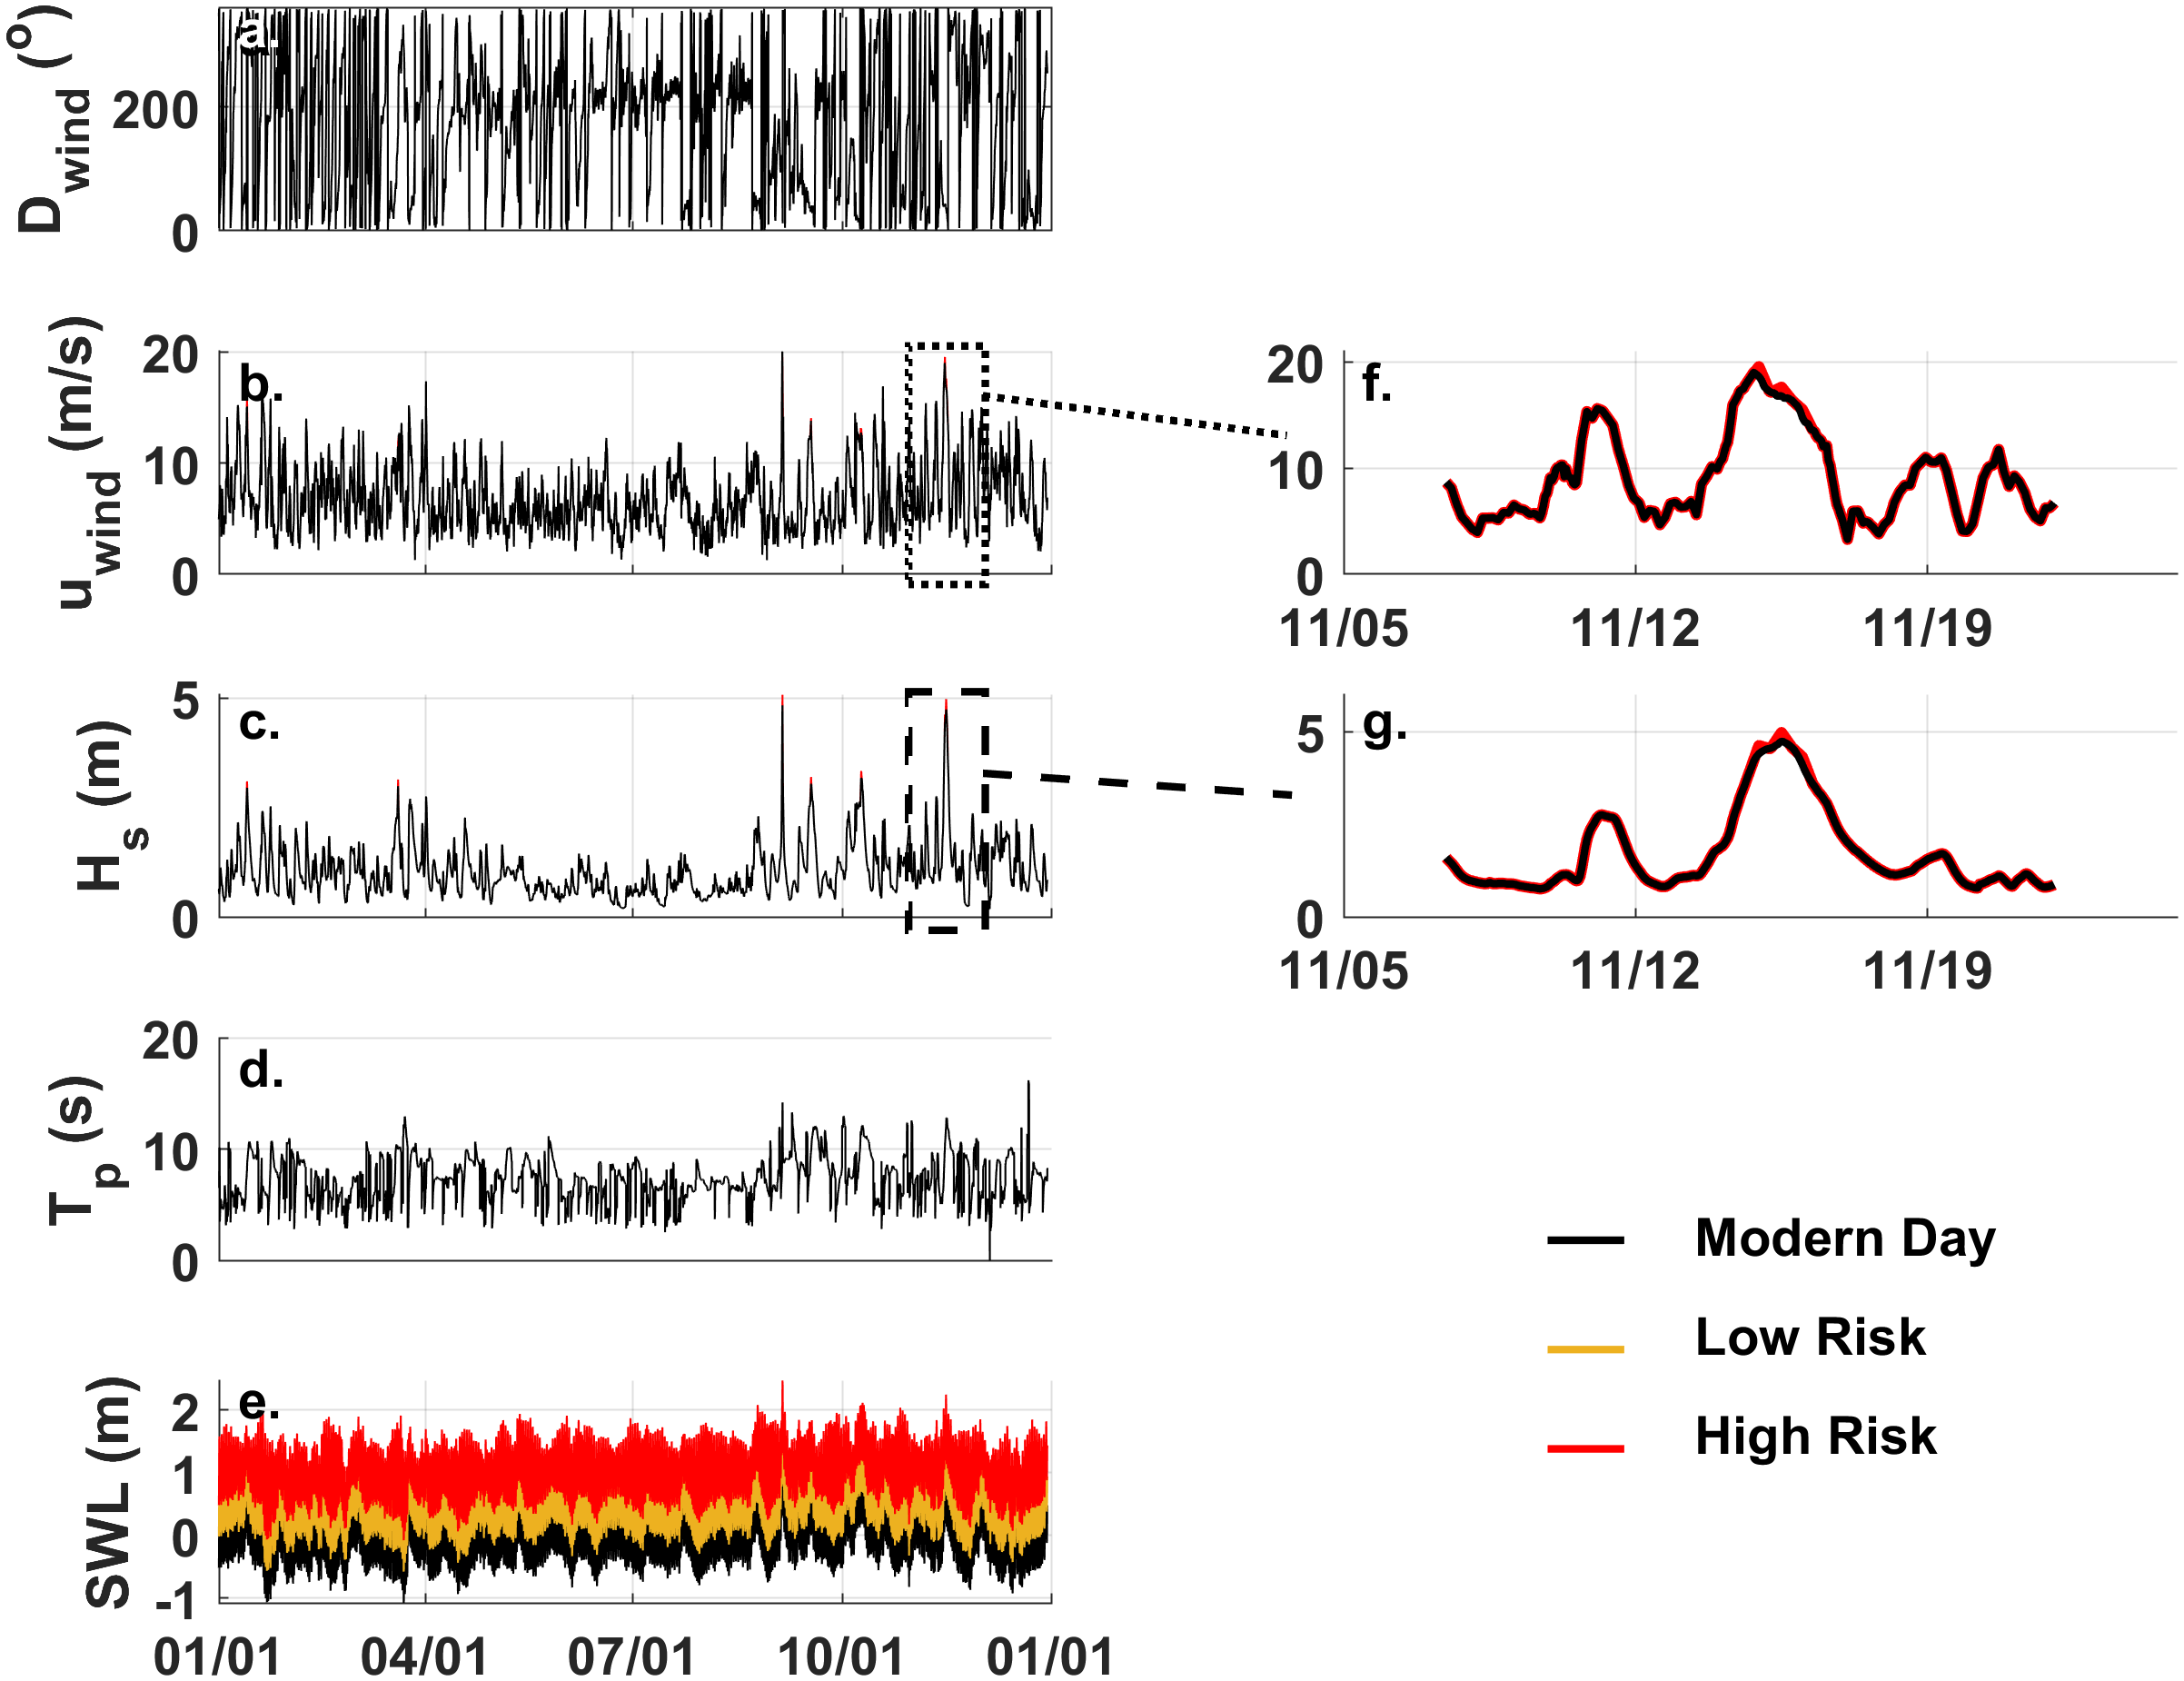 a.
D_wind (°)
200
0
b.
u_wind (m/s)
20
10
0
f.
20
10
0
11/05 11/12 11/19
c.
H_s (m)
5
0
g.
5
0
11/05 11/12 11/19
d.
T_p (s)
20
10
0
Modern Day
Low Risk
High Risk
e.
SWL (m)
2
1
0
-1
01/01 04/01 07/01 10/01 01/01